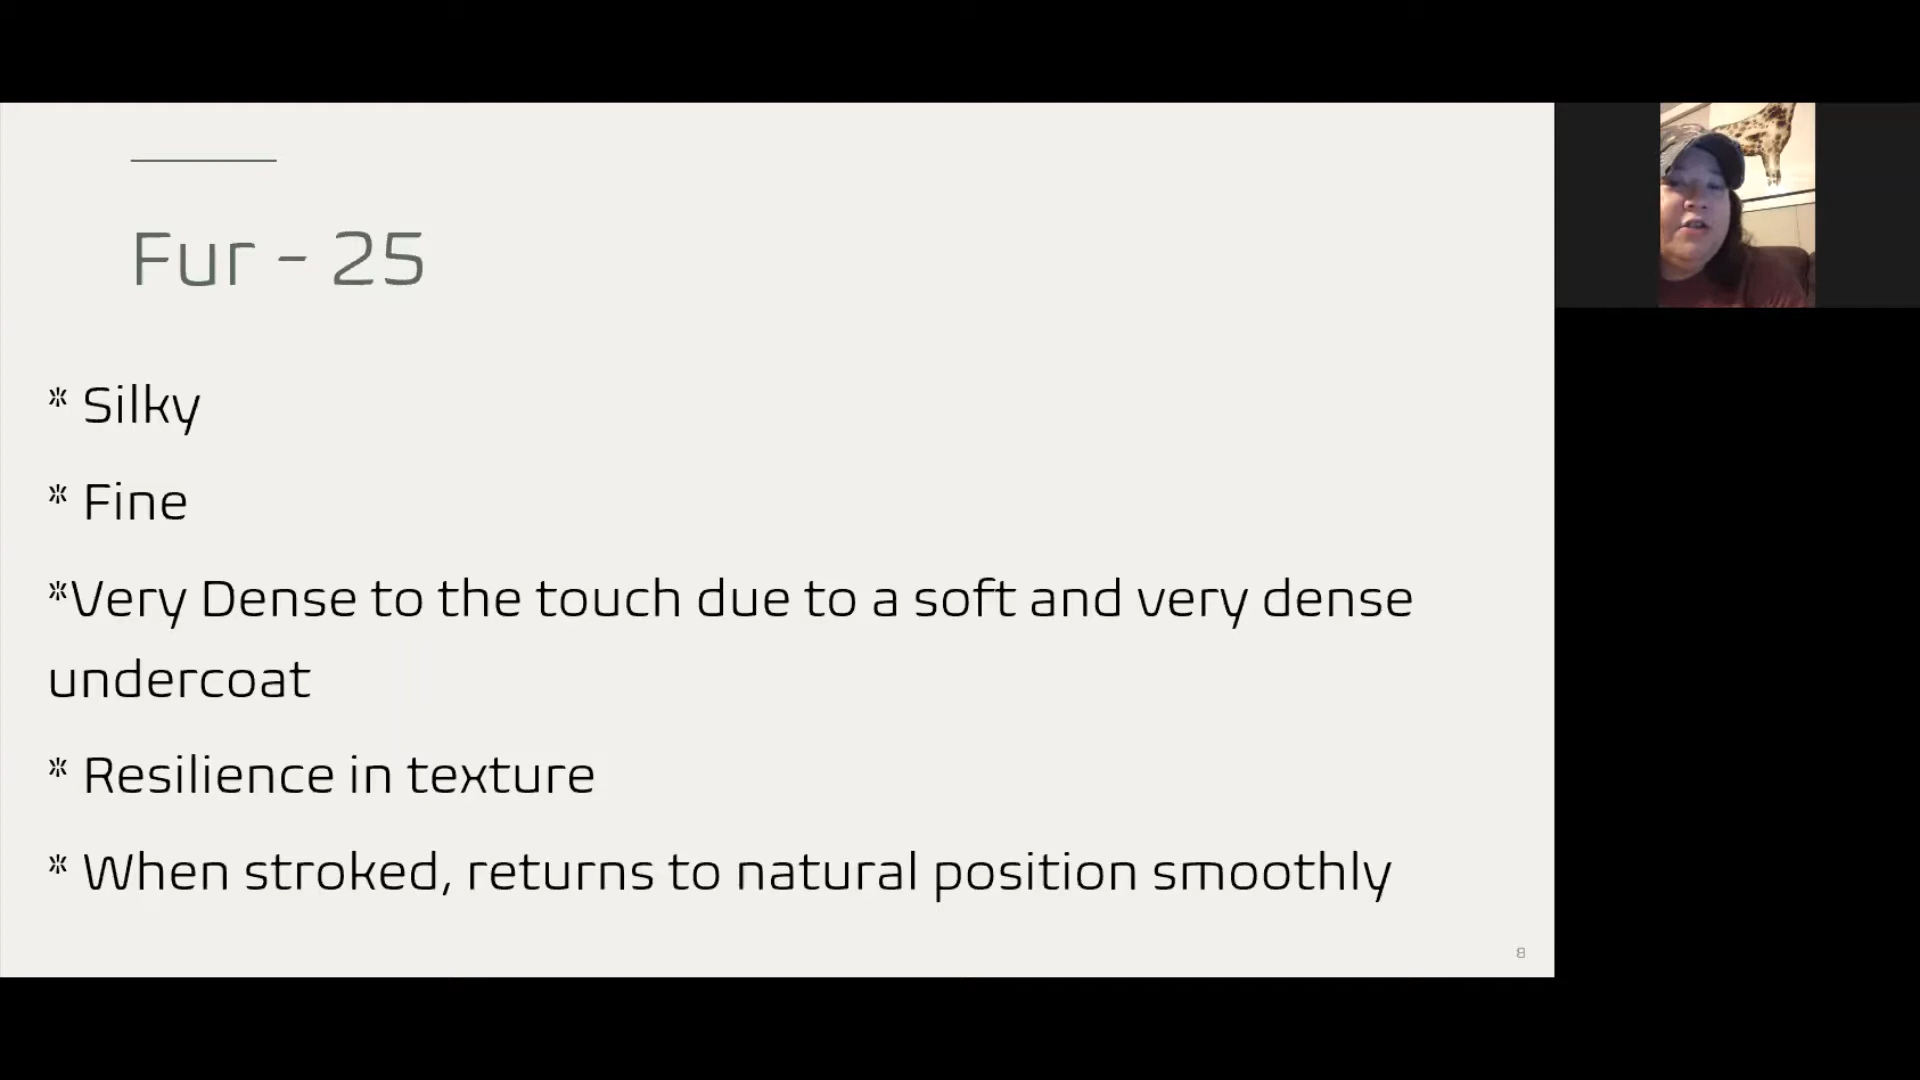 Fur - 25
* Silky
* Fine
*Very Dense to the touch due to a soft and very dense
undercoat
* Resilience in texture
* When stroked, returns to natural position smoothly
8